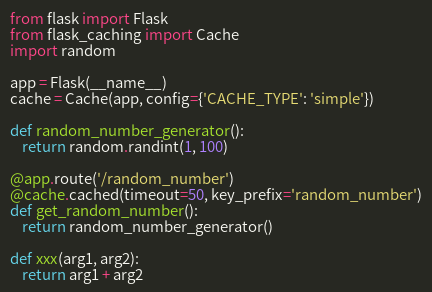 from flask import Flask
from flask_caching import Cache
import random

app = Flask(__name__)
cache = Cache(app, config={'CACHE_TYPE': 'simple'})

def random_number_generator():
    return random.randint(1, 100)

@app.route('/random_number')
@cache.cached(timeout=50, key_prefix='random_number')
def get_random_number():
    return random_number_generator()

def xxx(arg1, arg2):
    return arg1 + arg2